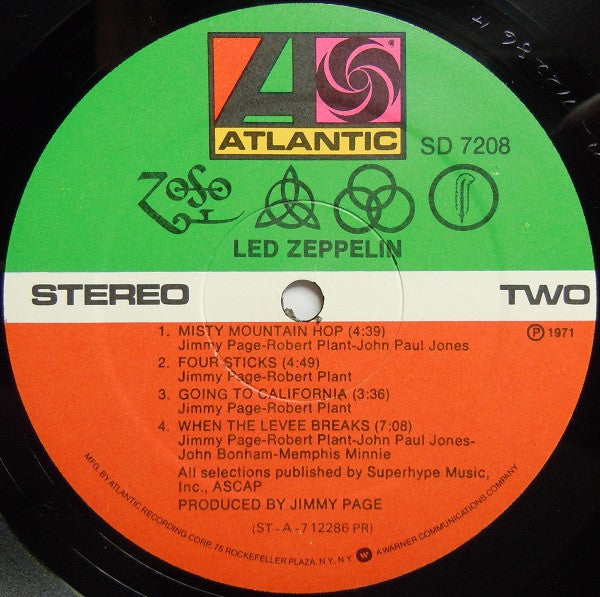 ATLANTIC
SD 7208
LED ZEPPELIN
STEREO
TWO
℗ 1971
1. MISTY MOUNTAIN HOP (4:39)
Jimmy Page-Robert Plant-John Paul Jones
2. FOUR STICKS (4:49)
Jimmy Page-Robert Plant
3. GOING TO CALIFORNIA (3:36)
Jimmy Page-Robert Plant
4. WHEN THE LEVEE BREAKS (7:08)
Jimmy Page-Robert Plant-John Paul Jones-
John Bonham-Memphis Minnie
All selections published by Superhype Music,
Inc., ASCAP
PRODUCED BY JIMMY PAGE
(ST-A-712286 PR)
MFG. BY ATLANTIC RECORDING CORP. 75 ROCKEFELLER PLAZA, N.Y. N.Y. A WARNER COMMUNICATIONS COMPANY